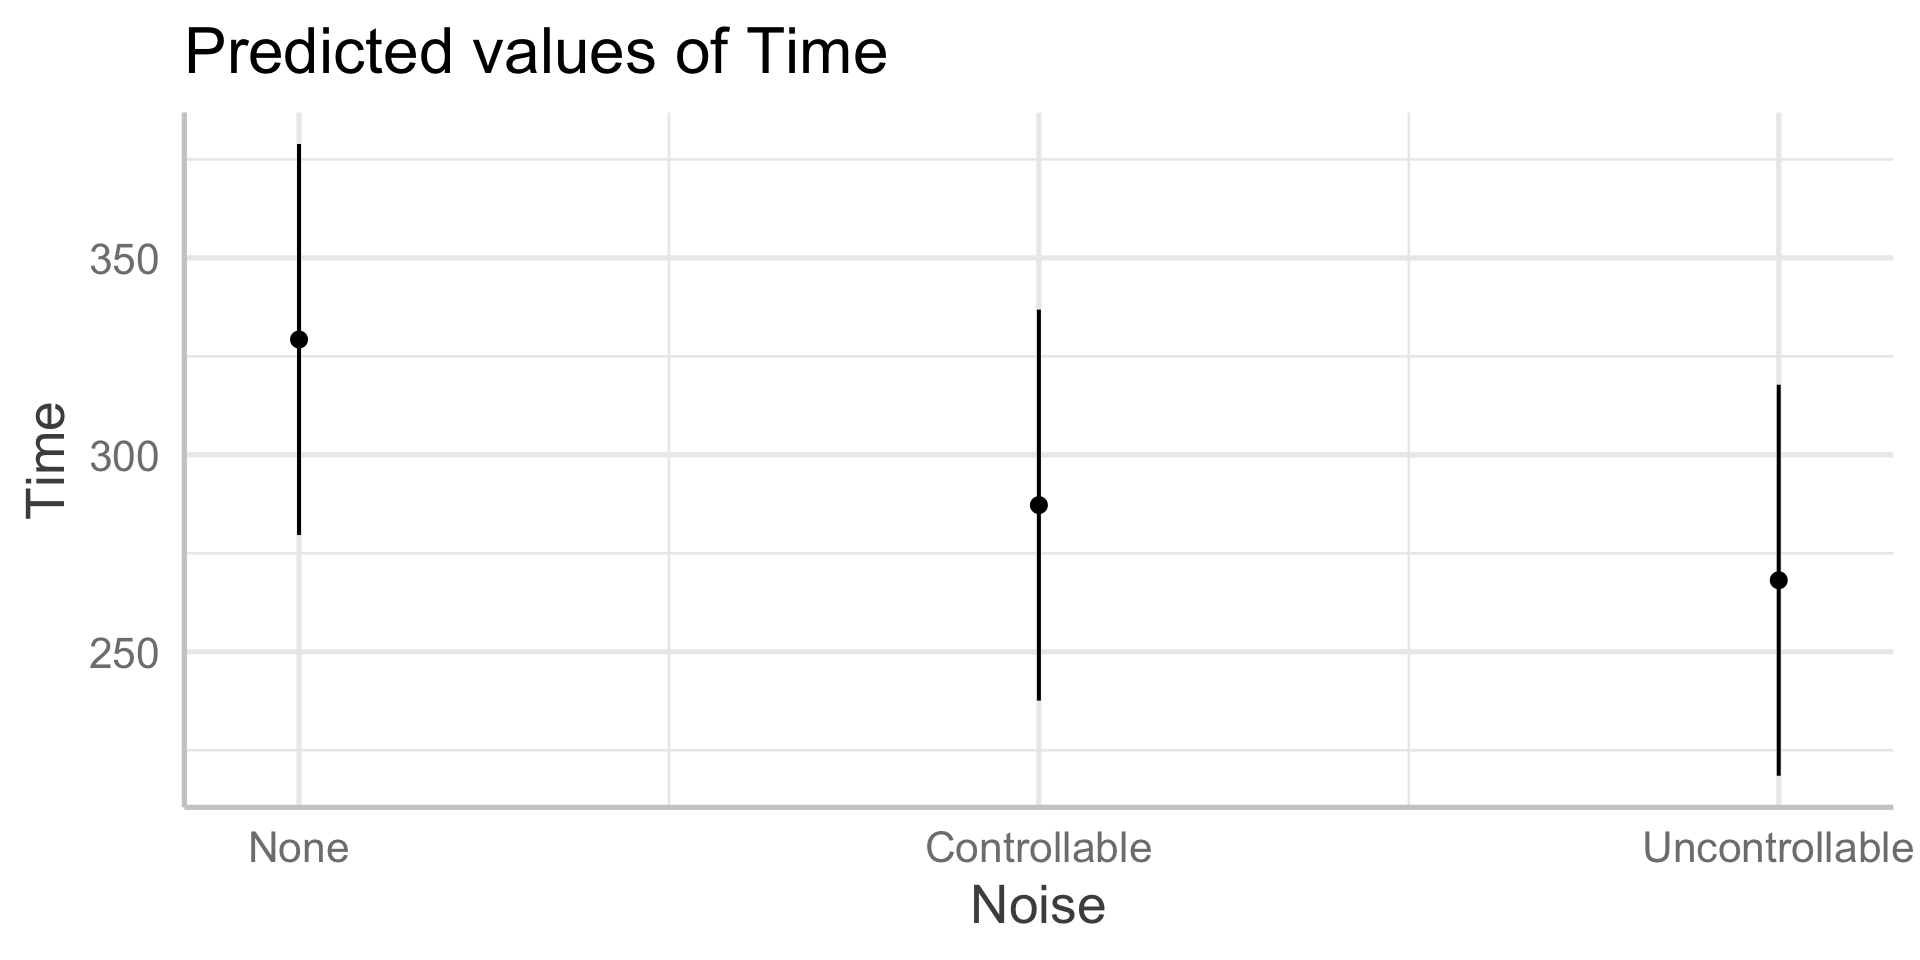 Predicted values of Time
Time
350
300
250
None
Controllable
Uncontrollable
Noise